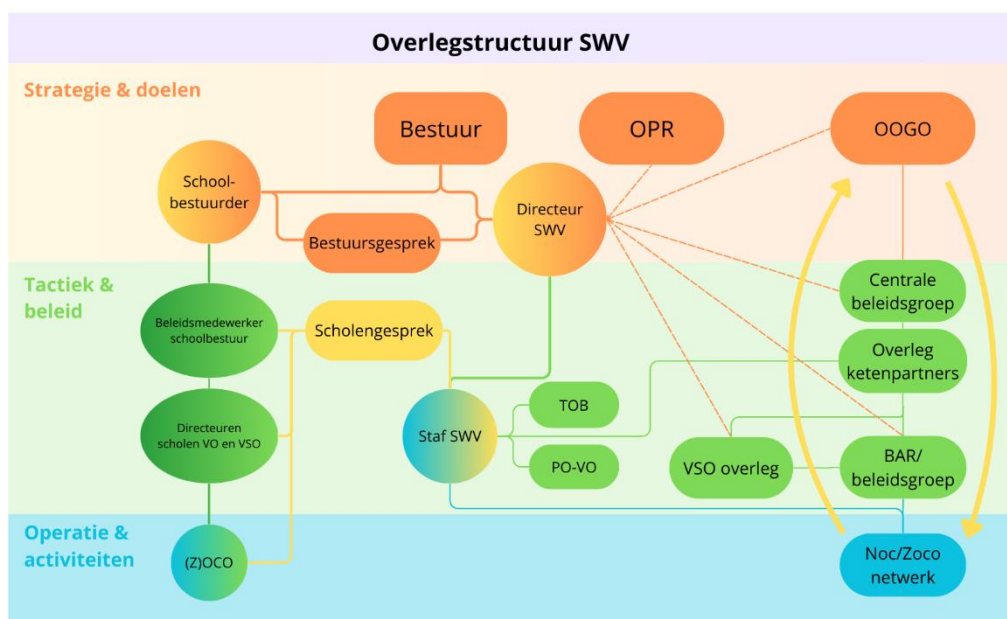 Overlegstructuur SWV
Strategie & doelen
Bestuur
OPR
OOGO
School-
bestuurder
Directeur
SWV
Bestuursgesprek
Tactiek &
beleid
Centrale
beleidsgroep
Beleidsmedewerker
schoolbestuur
Scholengesprek
Overleg
ketenpartners
TOB
Directeuren
scholen VO en VSO
Staf SWV
PO-VO
VSO overleg
BAR/
beleidsgroep
Operatie &
activiteiten
(Z)OCO
Noc/Zoco
netwerk